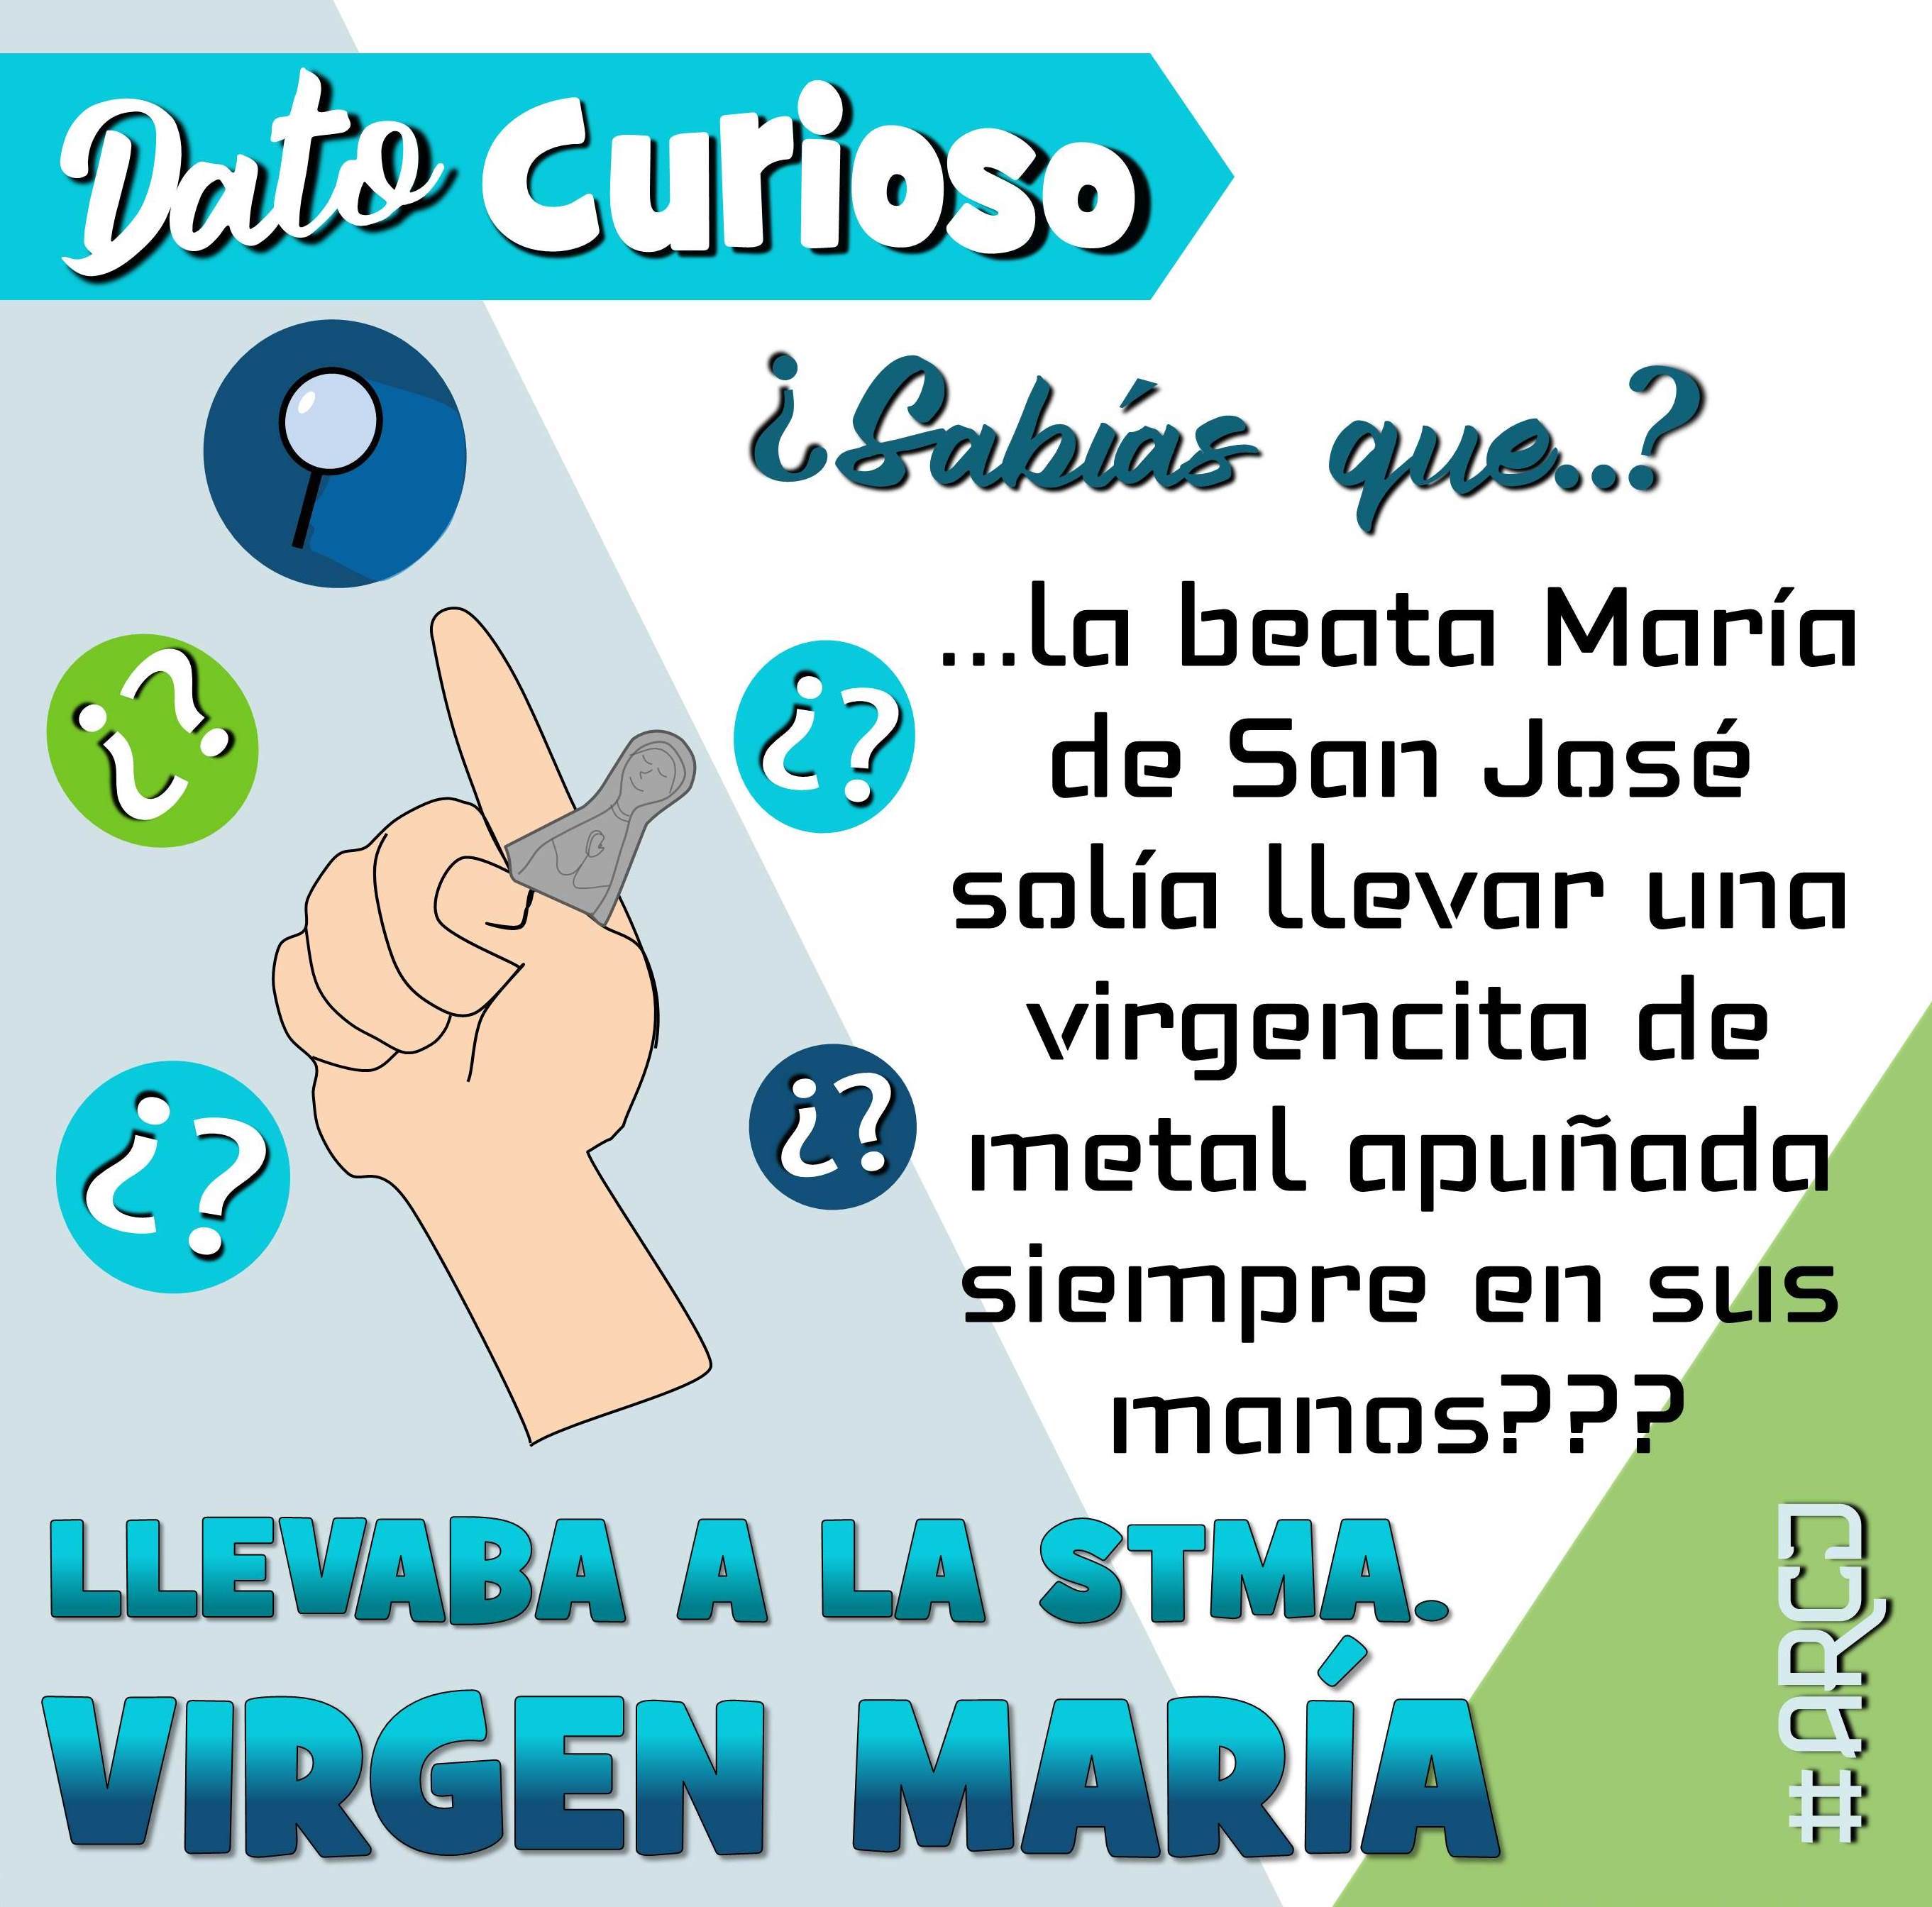 Dato Curioso
¿Sabías que..?
...la beata María
de San José
solía llevar una
virgencita de
metal apuñada
siempre en sus
manos???
¿?
¿?
¿?
¿?
LLEVABA A LA STMA.
VIRGEN MARÍA
#ARCJ